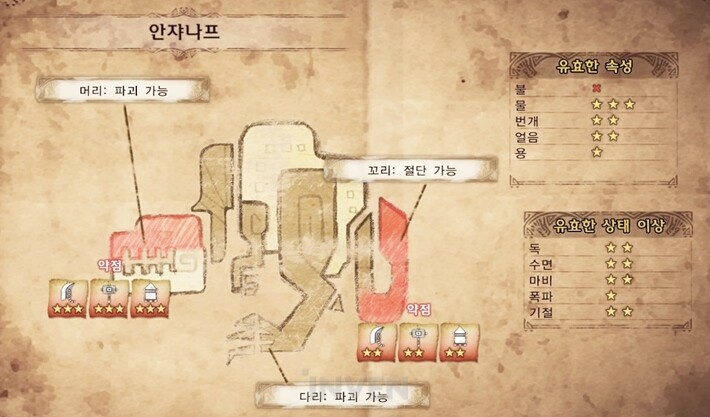 안쟈나프
머리: 파괴 가능
유효한 속성
불
물
번개
얼음
용
꼬리: 절단 가능
약점
유효한 상태 이상
독
수면
마비
폭파
기절
약점
다리: 파괴 가능
INVEN